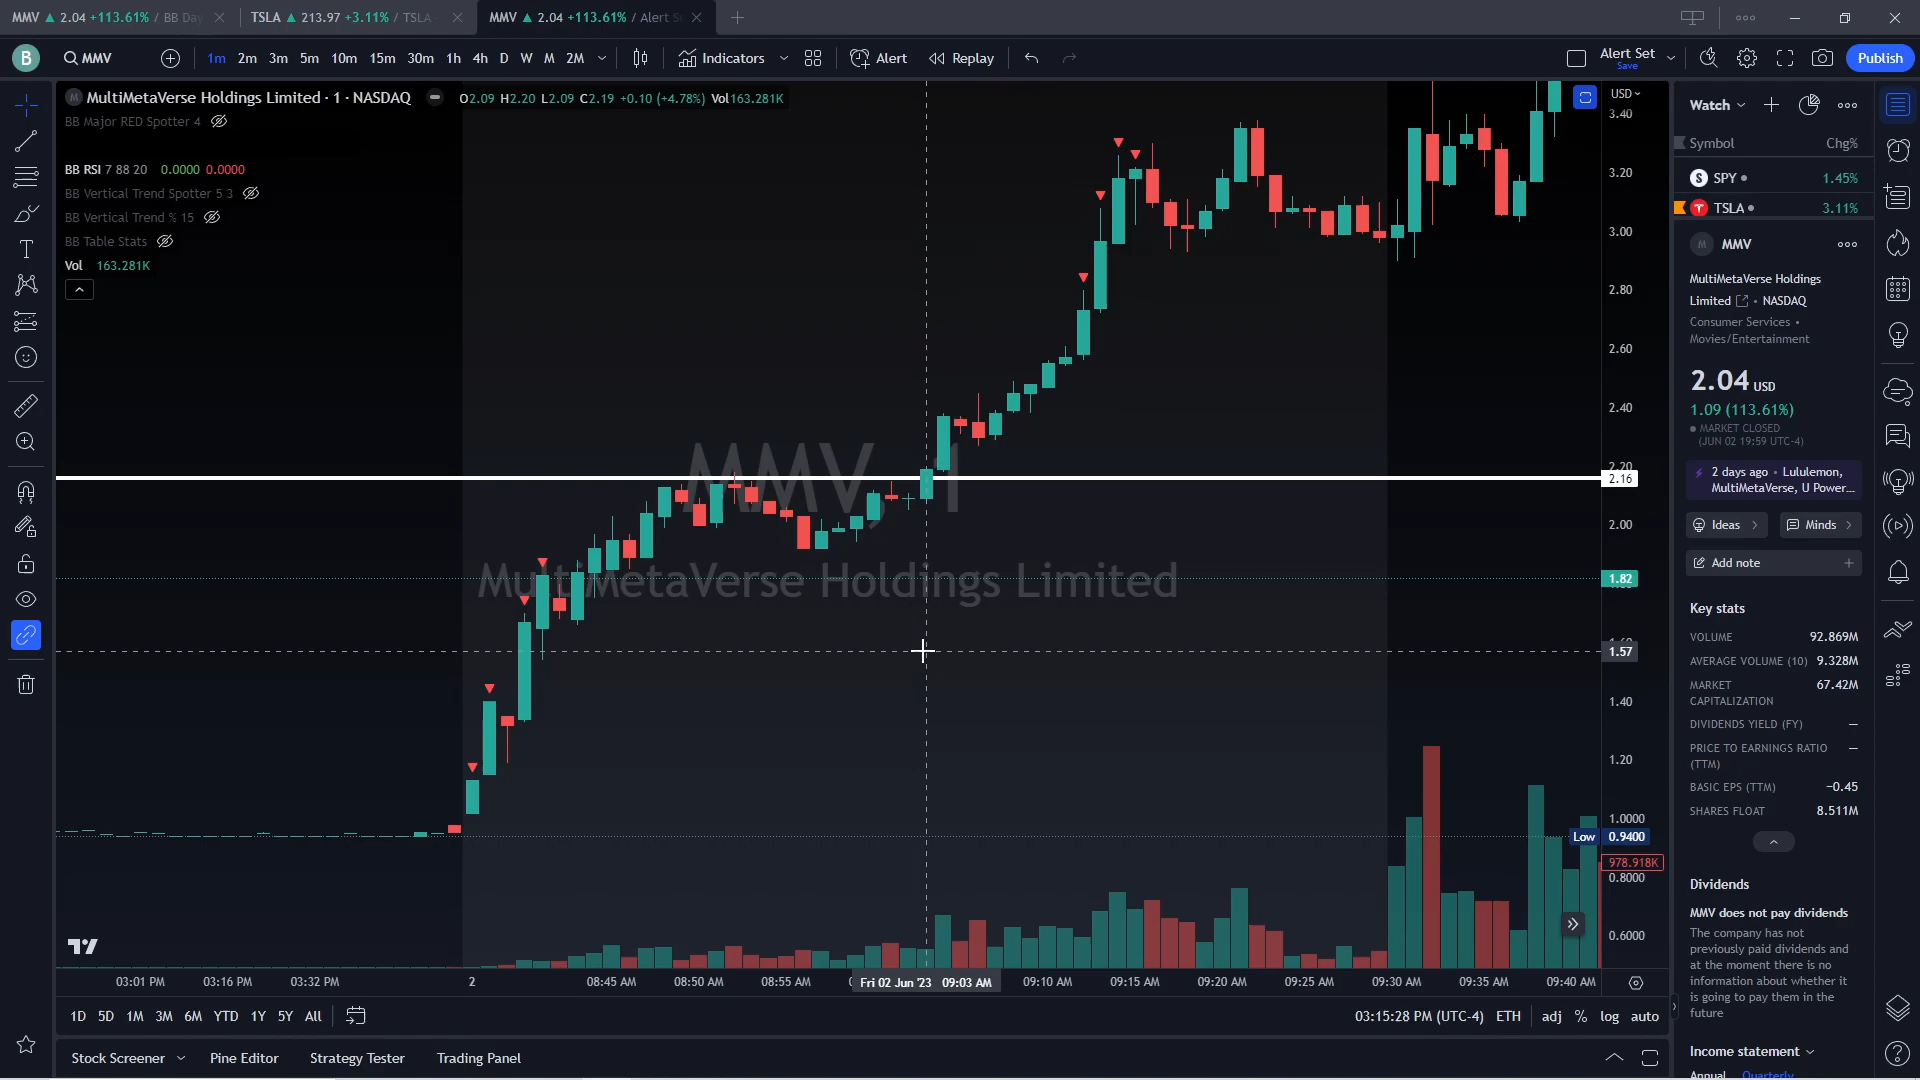 MMV ▲ 2.04 +113.61% / BB Day
TSLA ▲ 213.97 +3.11% / TSLA
MMV ▲ 2.04 +113.61% / Alert Se
B
MMV
1m 2m 3m 5m 10m 15m 30m 1h 4h D W M 2M
Indicators
Alert
Replay
Alert Set
Save
Publish
M MultiMetaVerse Holdings Limited · 1 · NASDAQ
O2.09 H2.20 L2.09 C2.19 +0.10 (+4.78%) Vol163.281K
BB Major RED Spotter 4
BB RSI 7 88 20 0.0000 0.0000
BB Vertical Trend Spotter 5 3
BB Vertical Trend % 15
BB Table Stats
Vol 163.281K
MMV, 1
MultiMetaVerse Holdings Limited
USD
3.40
3.20
3.00
2.80
2.60
2.40
2.20
2.16
2.00
1.82
1.57
1.40
1.20
1.0000
Low 0.9400
978.918K
0.8000
0.6000
03:01 PM
03:16 PM
03:32 PM
2
08:45 AM
08:50 AM
08:55 AM
Fri 02 Jun '23 09:03 AM
09:10 AM
09:15 AM
09:20 AM
09:25 AM
09:30 AM
09:35 AM
09:40 AM
1D 5D 1M 3M 6M YTD 1Y 5Y All
03:15:28 PM (UTC-4) ETH adj % log auto
Stock Screener
Pine Editor
Strategy Tester
Trading Panel
Watch
Symbol Chg%
S SPY 1.45%
T TSLA 3.11%
M MMV
MultiMetaVerse Holdings
Limited • NASDAQ
Consumer Services •
Movies/Entertainment
2.04 USD
1.09 (113.61%)
MARKET CLOSED
(JUN 02 19:59 UTC-4)
2 days ago • Lululemon,
MultiMetaVerse, U Power...
Ideas
Minds
Add note
Key stats
VOLUME 92.869M
AVERAGE VOLUME (10) 9.328M
MARKET CAPITALIZATION 67.42M
DIVIDENDS YIELD (FY) —
PRICE TO EARNINGS RATIO (TTM) —
BASIC EPS (TTM) −0.45
SHARES FLOAT 8.511M
Dividends
MMV does not pay dividends
The company has not
previously paid dividends and
at the moment there is no
information about whether it
is going to pay them in the
future
Income statement
Annual Quarterly